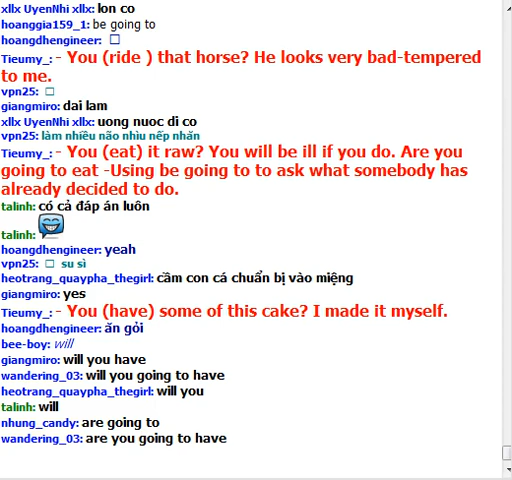 xllx UyenNhi xllx: lon co
hoanggia159_1: be going to
hoangdhengineer: □
Tieumy_: - You (ride ) that horse? He looks very bad-tempered
to me.
vpn25: □
giangmiro: dai lam
xllx UyenNhi xllx: uong nuoc di co
vpn25: làm nhiều não nhìu nếp nhăn
Tieumy_: - You (eat) it raw? You will be ill if you do. Are you
going to eat -Using be going to to ask what somebody has
already decided to do.
talinh: có cả đáp án luôn
talinh:
hoangdhengineer: yeah
vpn25: □ su sì
heotrang_quaypha_thegirl: cầm con cá chuẩn bị vào miệng
giangmiro: yes
Tieumy_: - You (have) some of this cake? I made it myself.
hoangdhengineer: ăn gỏi
bee-boy: will
giangmiro: will you have
wandering_03: will you going to have
heotrang_quaypha_thegirl: will you
talinh: will
nhung_candy: are going to
wandering_03: are you going to have